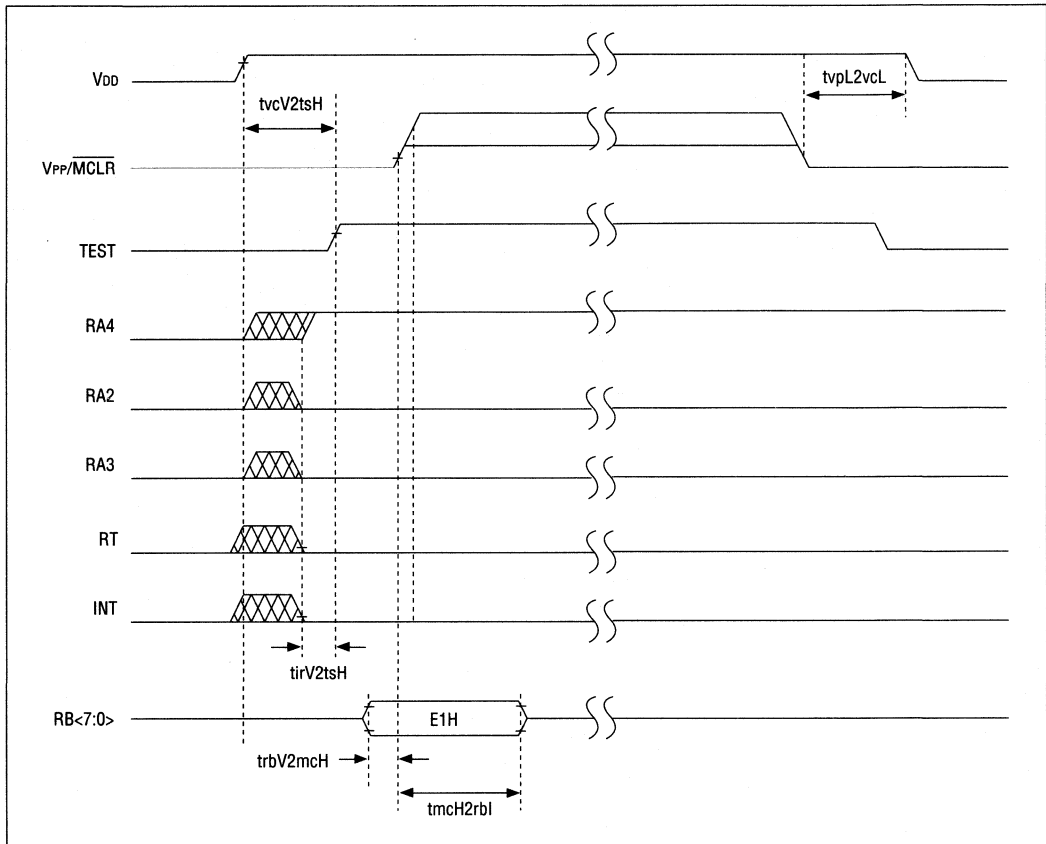 VDD
tvcV2tsH
tvpL2vcL
VPP/MCLR
TEST
RA4
RA2
RA3
RT
INT
tirV2tsH
RB<7:0>
E1H
trbV2mcH
tmcH2rbI